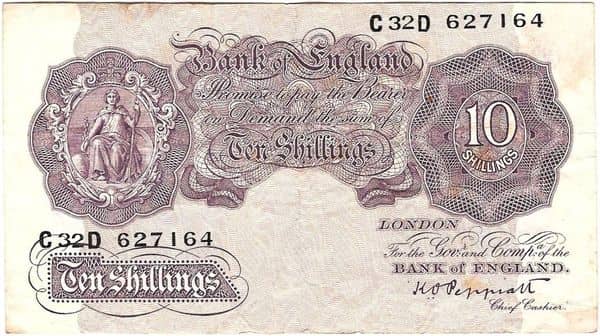 C32D 627164
Bank of England
Promise to pay the Bearer
on Demand the sum of
Ten Shillings
10
SHILLINGS
LONDON
For the Govr. and Compa. of the
BANK of ENGLAND.
K O Peppiatt
Chief Cashier.
C32D 627164
Ten Shillings